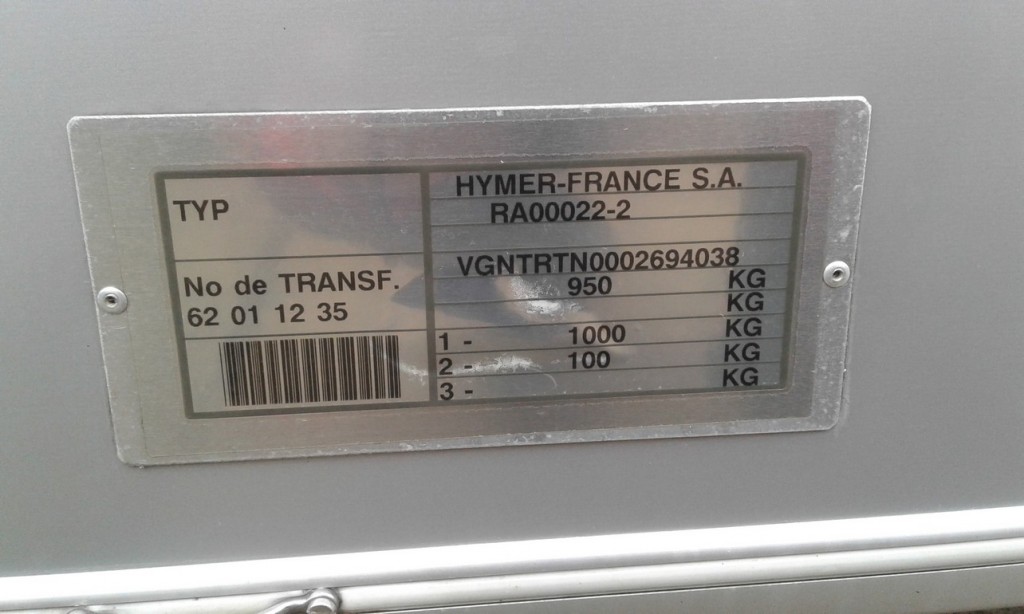 TYP
No de TRANSF.
62 01 12 35
HYMER-FRANCE S.A.
RA00022-2
VGNTRTN0002694038
950 KG
KG
1 - 1000 KG
2 - 100 KG
3 - KG